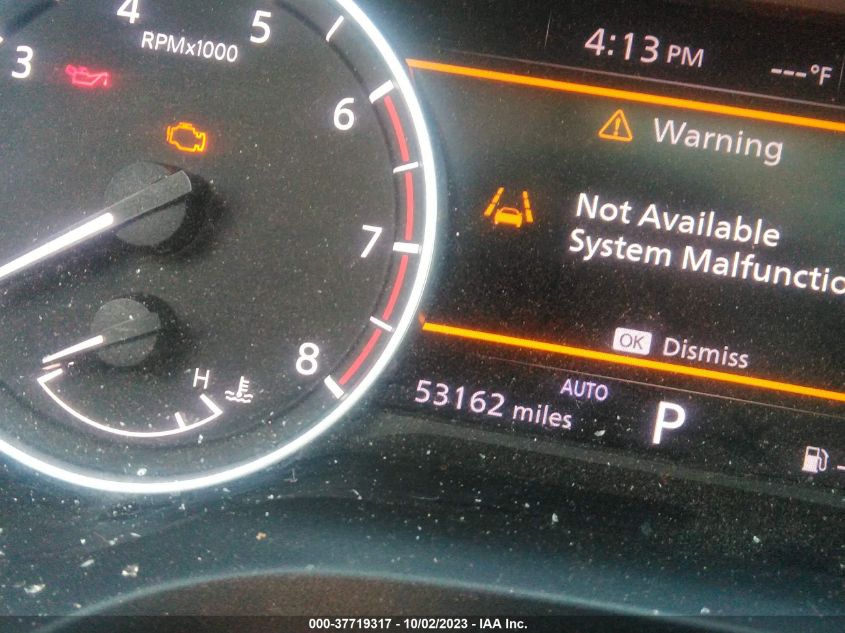 3
4
5
RPMx1000
6
7
8
H
4:13 PM
---°F
Warning
Not Available
System Malfunctio
OK Dismiss
53162 miles
AUTO
P
000-37719317 - 10/02/2023 - IAA Inc.